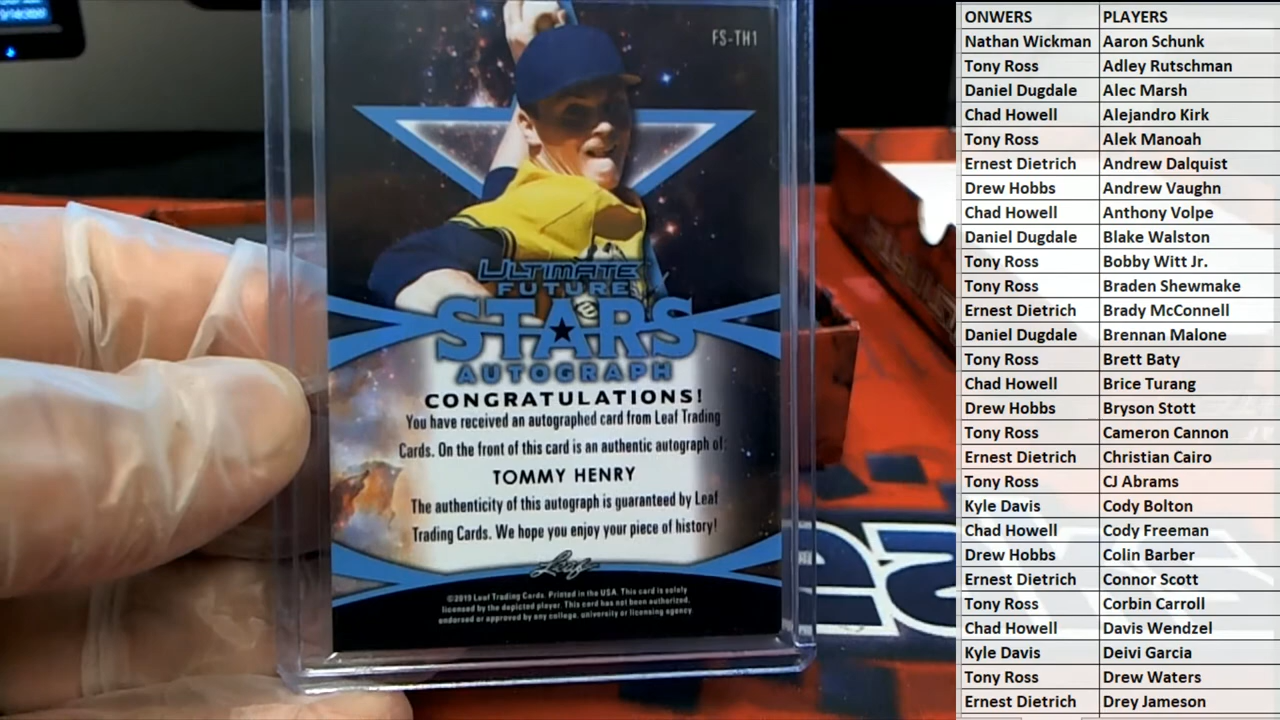 FS-TH1
ULTIMATE
FUTURE
STARS
AUTOGRAPH
CONGRATULATIONS!
You have received an autographed card from Leaf Trading
Cards. On the front of this card is an authentic autograph of:
TOMMY HENRY
The authenticity of this autograph is guaranteed by Leaf
Trading Cards. We hope you enjoy your piece of history!
Leaf
©2019 Leaf Trading Cards. Printed in the USA. This card is solely
licensed by the depicted player. This card has not been authorized,
endorsed or approved by any college, university or licensing agency
ONWERS PLAYERS
Nathan Wickman Aaron Schunk
Tony Ross Adley Rutschman
Daniel Dugdale Alec Marsh
Chad Howell Alejandro Kirk
Tony Ross Alek Manoah
Ernest Dietrich Andrew Dalquist
Drew Hobbs Andrew Vaughn
Chad Howell Anthony Volpe
Daniel Dugdale Blake Walston
Tony Ross Bobby Witt Jr.
Tony Ross Braden Shewmake
Ernest Dietrich Brady McConnell
Daniel Dugdale Brennan Malone
Tony Ross Brett Baty
Chad Howell Brice Turang
Drew Hobbs Bryson Stott
Tony Ross Cameron Cannon
Ernest Dietrich Christian Cairo
Tony Ross CJ Abrams
Kyle Davis Cody Bolton
Chad Howell Cody Freeman
Drew Hobbs Colin Barber
Ernest Dietrich Connor Scott
Tony Ross Corbin Carroll
Chad Howell Davis Wendzel
Kyle Davis Deivi Garcia
Tony Ross Drew Waters
Ernest Dietrich Drey Jameson